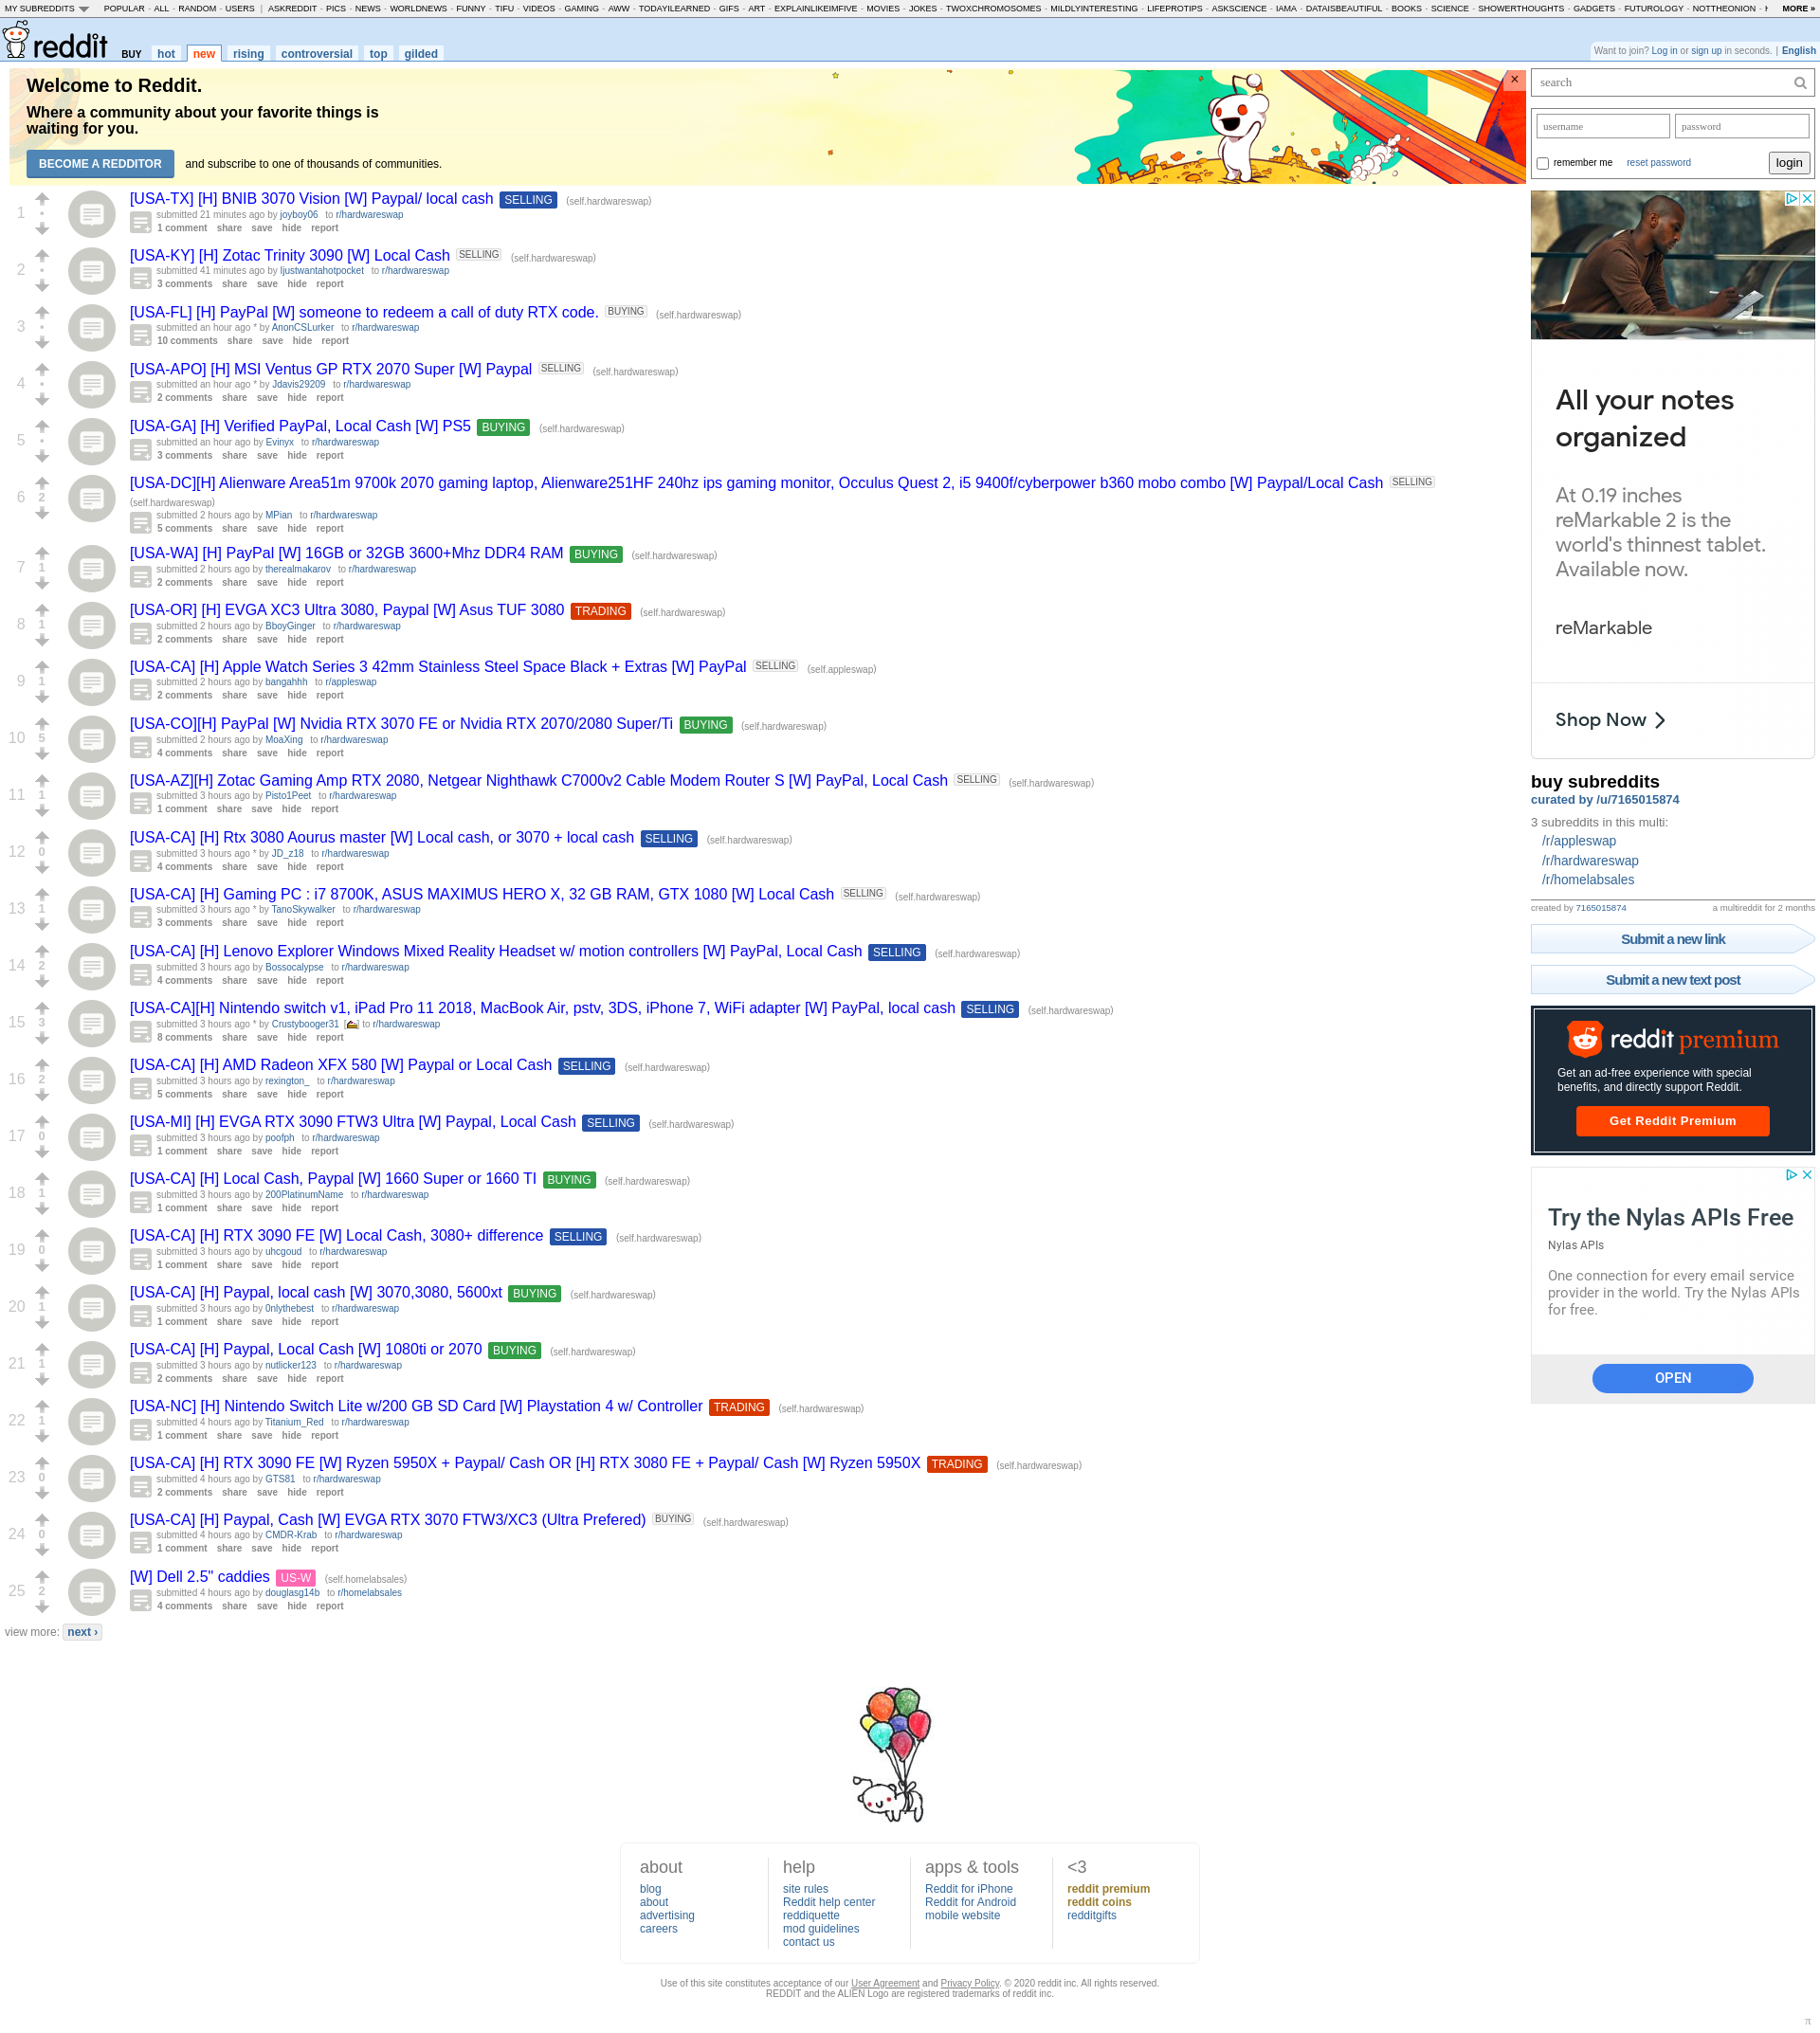 MY SUBREDDITS POPULAR - ALL - RANDOM - USERS | ASKREDDIT - PICS - NEWS - WORLDNEWS - FUNNY - TIFU - VIDEOS - GAMING - AWW - TODAYILEARNED - GIFS - ART - EXPLAINLIKEIMFIVE - MOVIES - JOKES - TWOXCHROMOSOMES - MILDLYINTERESTING - LIFEPROTIPS - ASKSCIENCE - IAMA - DATAISBEAUTIFUL - BOOKS - SCIENCE - SHOWERTHOUGHTS - GADGETS - FUTUROLOGY - NOTTHEONION - MORE »
reddit BUY hot new rising controversial top gilded
Want to join? Log in or sign up in seconds. | English
Welcome to Reddit.
Where a community about your favorite things is
waiting for you.
BECOME A REDDITOR and subscribe to one of thousands of communities.
×
1 •
[USA-TX] [H] BNIB 3070 Vision [W] Paypal/ local cash SELLING (self.hardwareswap)
submitted 21 minutes ago by joyboy06 to r/hardwareswap
1 comment share save hide report
2 •
[USA-KY] [H] Zotac Trinity 3090 [W] Local Cash SELLING (self.hardwareswap)
submitted 41 minutes ago by Ijustwantahotpocket to r/hardwareswap
3 comments share save hide report
3 •
[USA-FL] [H] PayPal [W] someone to redeem a call of duty RTX code. BUYING (self.hardwareswap)
submitted an hour ago * by AnonCSLurker to r/hardwareswap
10 comments share save hide report
4 •
[USA-APO] [H] MSI Ventus GP RTX 2070 Super [W] Paypal SELLING (self.hardwareswap)
submitted an hour ago * by Jdavis29209 to r/hardwareswap
2 comments share save hide report
5 •
[USA-GA] [H] Verified PayPal, Local Cash [W] PS5 BUYING (self.hardwareswap)
submitted an hour ago by Evinyx to r/hardwareswap
3 comments share save hide report
6 2
[USA-DC][H] Alienware Area51m 9700k 2070 gaming laptop, Alienware251HF 240hz ips gaming monitor, Occulus Quest 2, i5 9400f/cyberpower b360 mobo combo [W] Paypal/Local Cash SELLING
(self.hardwareswap)
submitted 2 hours ago by MPian to r/hardwareswap
5 comments share save hide report
7 1
[USA-WA] [H] PayPal [W] 16GB or 32GB 3600+Mhz DDR4 RAM BUYING (self.hardwareswap)
submitted 2 hours ago by therealmakarov to r/hardwareswap
2 comments share save hide report
8 1
[USA-OR] [H] EVGA XC3 Ultra 3080, Paypal [W] Asus TUF 3080 TRADING (self.hardwareswap)
submitted 2 hours ago by BboyGinger to r/hardwareswap
2 comments share save hide report
9 1
[USA-CA] [H] Apple Watch Series 3 42mm Stainless Steel Space Black + Extras [W] PayPal SELLING (self.appleswap)
submitted 2 hours ago by bangahhh to r/appleswap
2 comments share save hide report
10 5
[USA-CO][H] PayPal [W] Nvidia RTX 3070 FE or Nvidia RTX 2070/2080 Super/Ti BUYING (self.hardwareswap)
submitted 2 hours ago by MoaXing to r/hardwareswap
4 comments share save hide report
11 1
[USA-AZ][H] Zotac Gaming Amp RTX 2080, Netgear Nighthawk C7000v2 Cable Modem Router S [W] PayPal, Local Cash SELLING (self.hardwareswap)
submitted 3 hours ago by Pisto1Peet to r/hardwareswap
1 comment share save hide report
12 0
[USA-CA] [H] Rtx 3080 Aourus master [W] Local cash, or 3070 + local cash SELLING (self.hardwareswap)
submitted 3 hours ago * by JD_z18 to r/hardwareswap
4 comments share save hide report
13 1
[USA-CA] [H] Gaming PC : i7 8700K, ASUS MAXIMUS HERO X, 32 GB RAM, GTX 1080 [W] Local Cash SELLING (self.hardwareswap)
submitted 3 hours ago * by TanoSkywalker to r/hardwareswap
3 comments share save hide report
14 2
[USA-CA] [H] Lenovo Explorer Windows Mixed Reality Headset w/ motion controllers [W] PayPal, Local Cash SELLING (self.hardwareswap)
submitted 3 hours ago by Bossocalypse to r/hardwareswap
4 comments share save hide report
15 3
[USA-CA][H] Nintendo switch v1, iPad Pro 11 2018, MacBook Air, pstv, 3DS, iPhone 7, WiFi adapter [W] PayPal, local cash SELLING (self.hardwareswap)
submitted 3 hours ago * by Crustybooger31 [ ] to r/hardwareswap
8 comments share save hide report
16 2
[USA-CA] [H] AMD Radeon XFX 580 [W] Paypal or Local Cash SELLING (self.hardwareswap)
submitted 3 hours ago by rexington_ to r/hardwareswap
5 comments share save hide report
17 0
[USA-MI] [H] EVGA RTX 3090 FTW3 Ultra [W] Paypal, Local Cash SELLING (self.hardwareswap)
submitted 3 hours ago by poofph to r/hardwareswap
1 comment share save hide report
18 1
[USA-CA] [H] Local Cash, Paypal [W] 1660 Super or 1660 TI BUYING (self.hardwareswap)
submitted 3 hours ago by 200PlatinumName to r/hardwareswap
1 comment share save hide report
19 0
[USA-CA] [H] RTX 3090 FE [W] Local Cash, 3080+ difference SELLING (self.hardwareswap)
submitted 3 hours ago by uhcgoud to r/hardwareswap
1 comment share save hide report
20 1
[USA-CA] [H] Paypal, local cash [W] 3070,3080, 5600xt BUYING (self.hardwareswap)
submitted 3 hours ago by 0nlythebest to r/hardwareswap
1 comment share save hide report
21 1
[USA-CA] [H] Paypal, Local Cash [W] 1080ti or 2070 BUYING (self.hardwareswap)
submitted 3 hours ago by nutlicker123 to r/hardwareswap
2 comments share save hide report
22 1
[USA-NC] [H] Nintendo Switch Lite w/200 GB SD Card [W] Playstation 4 w/ Controller TRADING (self.hardwareswap)
submitted 4 hours ago by Titanium_Red to r/hardwareswap
1 comment share save hide report
23 0
[USA-CA] [H] RTX 3090 FE [W] Ryzen 5950X + Paypal/ Cash OR [H] RTX 3080 FE + Paypal/ Cash [W] Ryzen 5950X TRADING (self.hardwareswap)
submitted 4 hours ago by GTS81 to r/hardwareswap
2 comments share save hide report
24 0
[USA-CA] [H] Paypal, Cash [W] EVGA RTX 3070 FTW3/XC3 (Ultra Prefered) BUYING (self.hardwareswap)
submitted 4 hours ago by CMDR-Krab to r/hardwareswap
1 comment share save hide report
25 2
[W] Dell 2.5" caddies US-W (self.homelabsales)
submitted 4 hours ago by douglasg14b to r/homelabsales
4 comments share save hide report
view more: next ›
search
username password
remember me reset password login
All your notes
organized
At 0.19 inches
reMarkable 2 is the
world's thinnest tablet.
Available now.
reMarkable
Shop Now
buy subreddits
curated by /u/7165015874
3 subreddits in this multi:
/r/appleswap
/r/hardwareswap
/r/homelabsales
created by 7165015874 a multireddit for 2 months
Submit a new link
Submit a new text post
reddit premium
Get an ad-free experience with special
benefits, and directly support Reddit.
Get Reddit Premium
Try the Nylas APIs Free
Nylas APIs
One connection for every email service
provider in the world. Try the Nylas APIs
for free.
OPEN
about
blog
about
advertising
careers
help
site rules
Reddit help center
reddiquette
mod guidelines
contact us
apps & tools
Reddit for iPhone
Reddit for Android
mobile website
<3
reddit premium
reddit coins
redditgifts
Use of this site constitutes acceptance of our User Agreement and Privacy Policy. © 2020 reddit inc. All rights reserved.
REDDIT and the ALIEN Logo are registered trademarks of reddit inc.
π